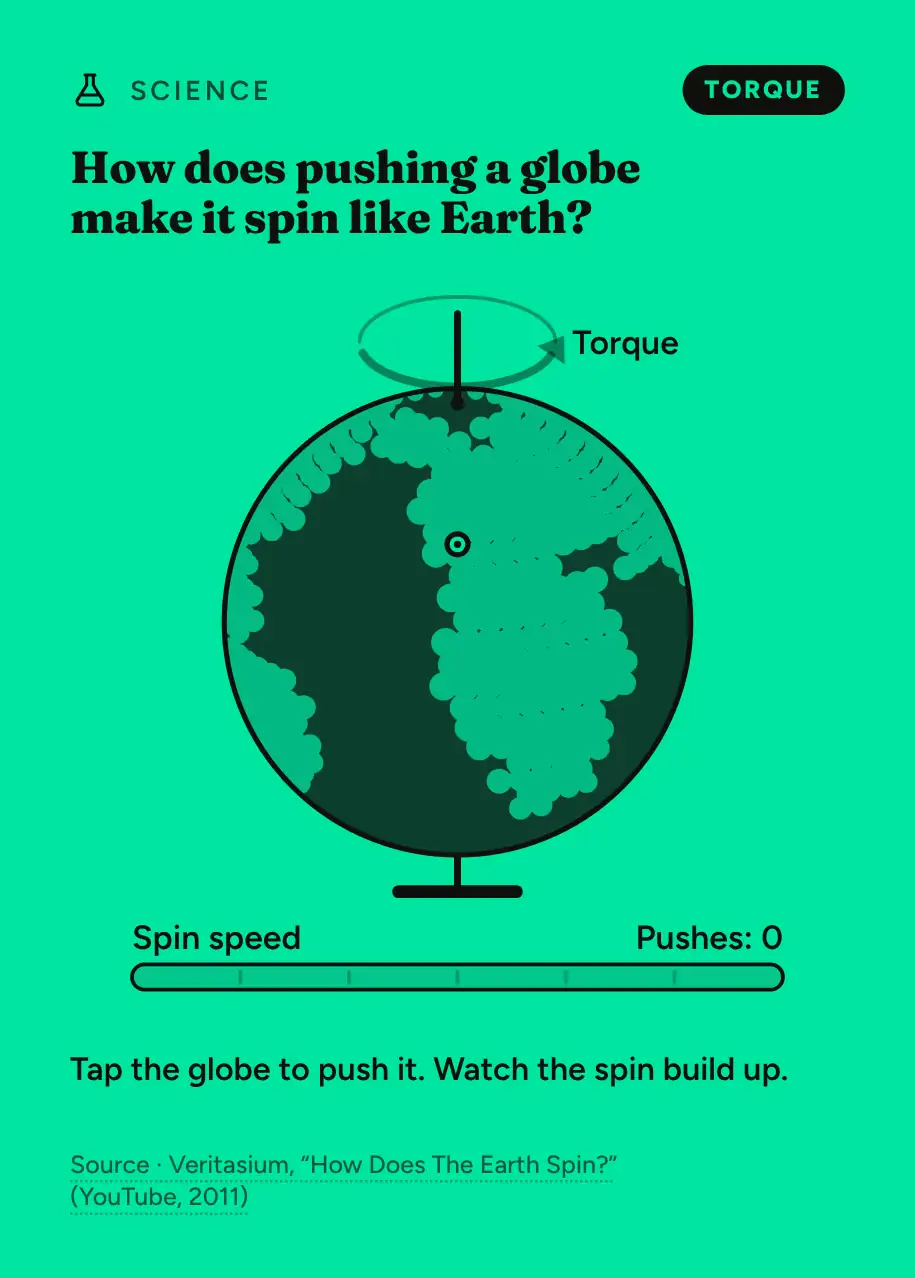 SCIENCE
TORQUE
How does pushing a globe
make it spin like Earth?
Torque
Spin speed
Pushes: 0
Tap the globe to push it. Watch the spin build up.
Source · Veritasium, “How Does The Earth Spin?”
(YouTube, 2011)